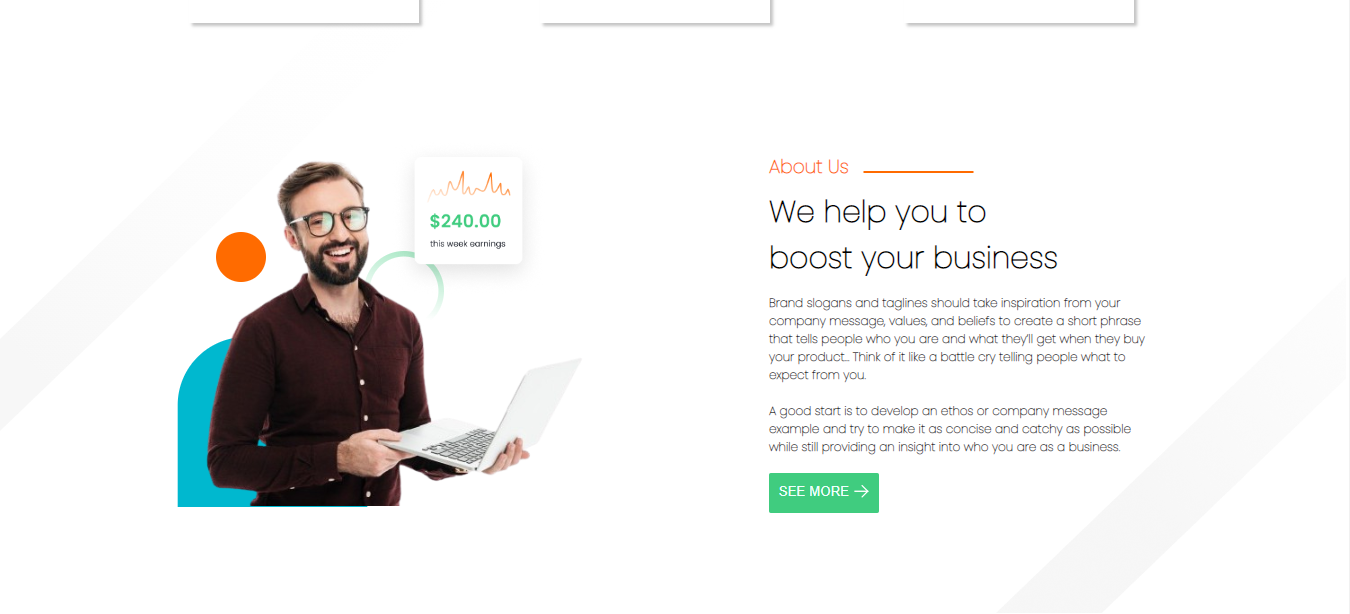 $240.00
this week earnings
About Us
We help you to
boost your business
Brand slogans and taglines should take inspiration from your
company message, values, and beliefs to create a short phrase
that tells people who you are and what they'll get when they buy
your product.. Think of it like a battle cry telling people what to
expect from you.
A good start is to develop an ethos or company message
example and try to make it as concise and catchy as possible
while still providing an insight into who you are as a business.
SEE MORE →